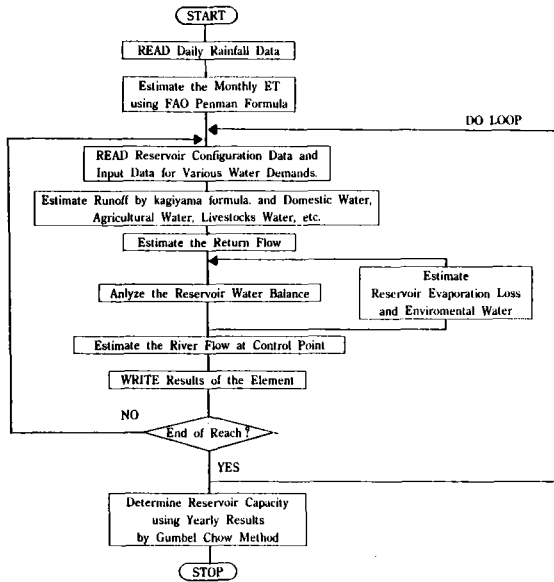 START
READ Daily Rainfall Data
Estimate the Monthly ET
using FAO Penman Formula
DO LOOP
READ Reservoir Configuration Data and
Input Data for Various Water Demands.
Estimate Runoff by kagiyama formula. and Domestic Water,
Agricultural Water, Livestocks Water, etc.
Estimate the Return Flow
Anlyze the Reservoir Water Balance
Estimate
Reservoir Evaporation Loss
and Enviromental Water
Estimate the River Flow at Control Point
WRITE Results of the Element
NO
End of Reach?
YES
Determine Reservoir Capacity
using Yearly Results
by Gumbel Chow Method
STOP